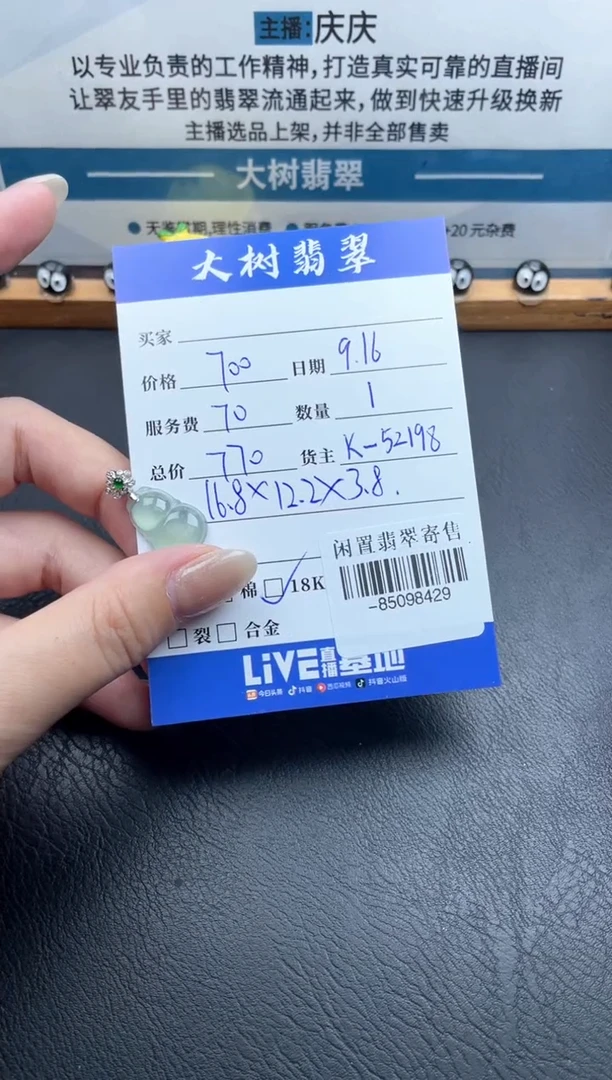 主播：庆庆
以专业负责的工作精神，打造真实可靠的直播间
让翠友手里的翡翠流通起来，做到快速升级换新
主播选品上架，并非全部售卖
大树翡翠
理性消费
+20元杂费
大树翡翠
买家
价格 700 日期 9.16
服务费 70 数量 1
总价 770 货主 K-52198
16.8×12.2×3.8.
闲置翡翠寄售
-85098429
棉 □ 18K
□ 裂 □ 合金
LiVE直播基地
今日头条 抖音 西瓜视频 抖音火山版